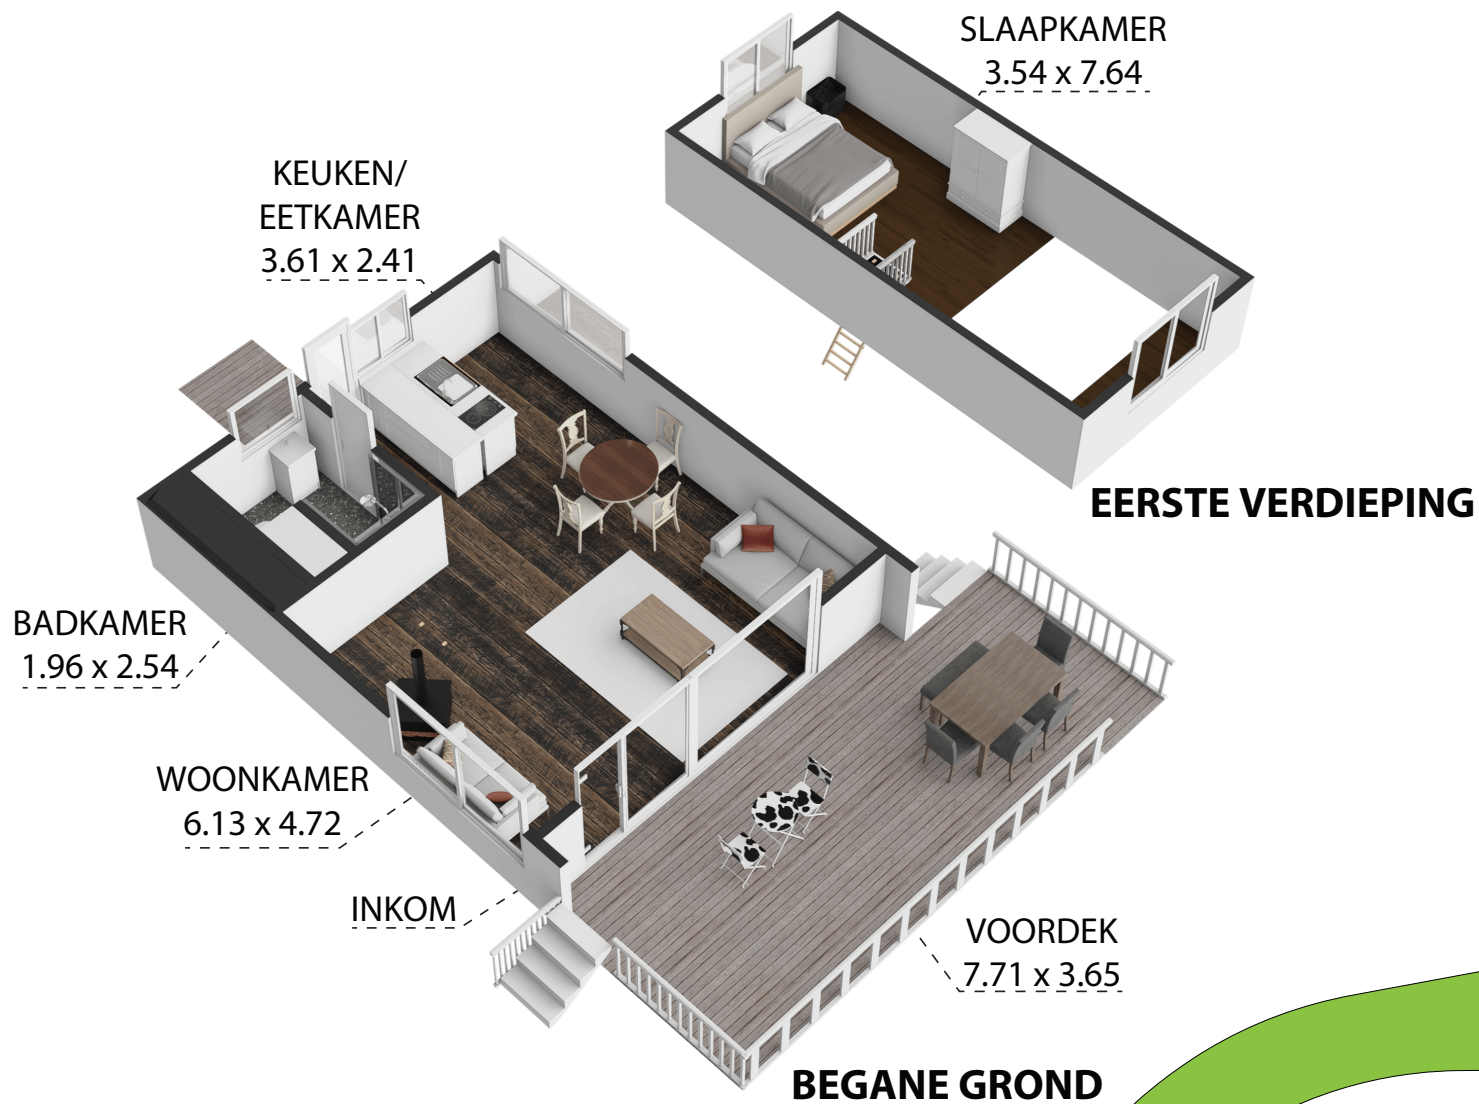 SLAAPKAMER
3.54 x 7.64
KEUKEN/
EETKAMER
3.61 x 2.41
EERSTE VERDIEPING
BADKAMER
1.96 x 2.54
WOONKAMER
6.13 x 4.72
INKOM
VOORDEK
7.71 x 3.65
BEGANE GROND